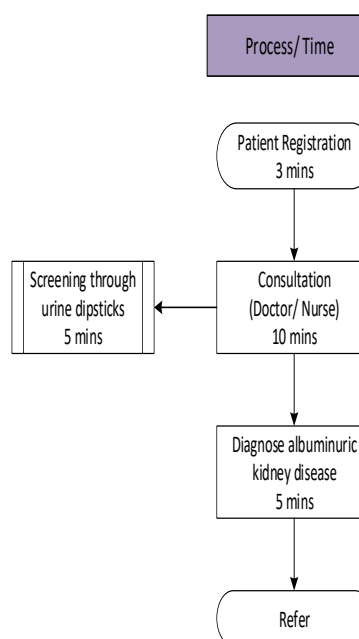 Process/ Time
Patient Registration
3 mins
Screening through
urine dipsticks
5 mins
Consultation
(Doctor/ Nurse)
10 mins
Diagnose albuminuric
kidney disease
5 mins
Refer